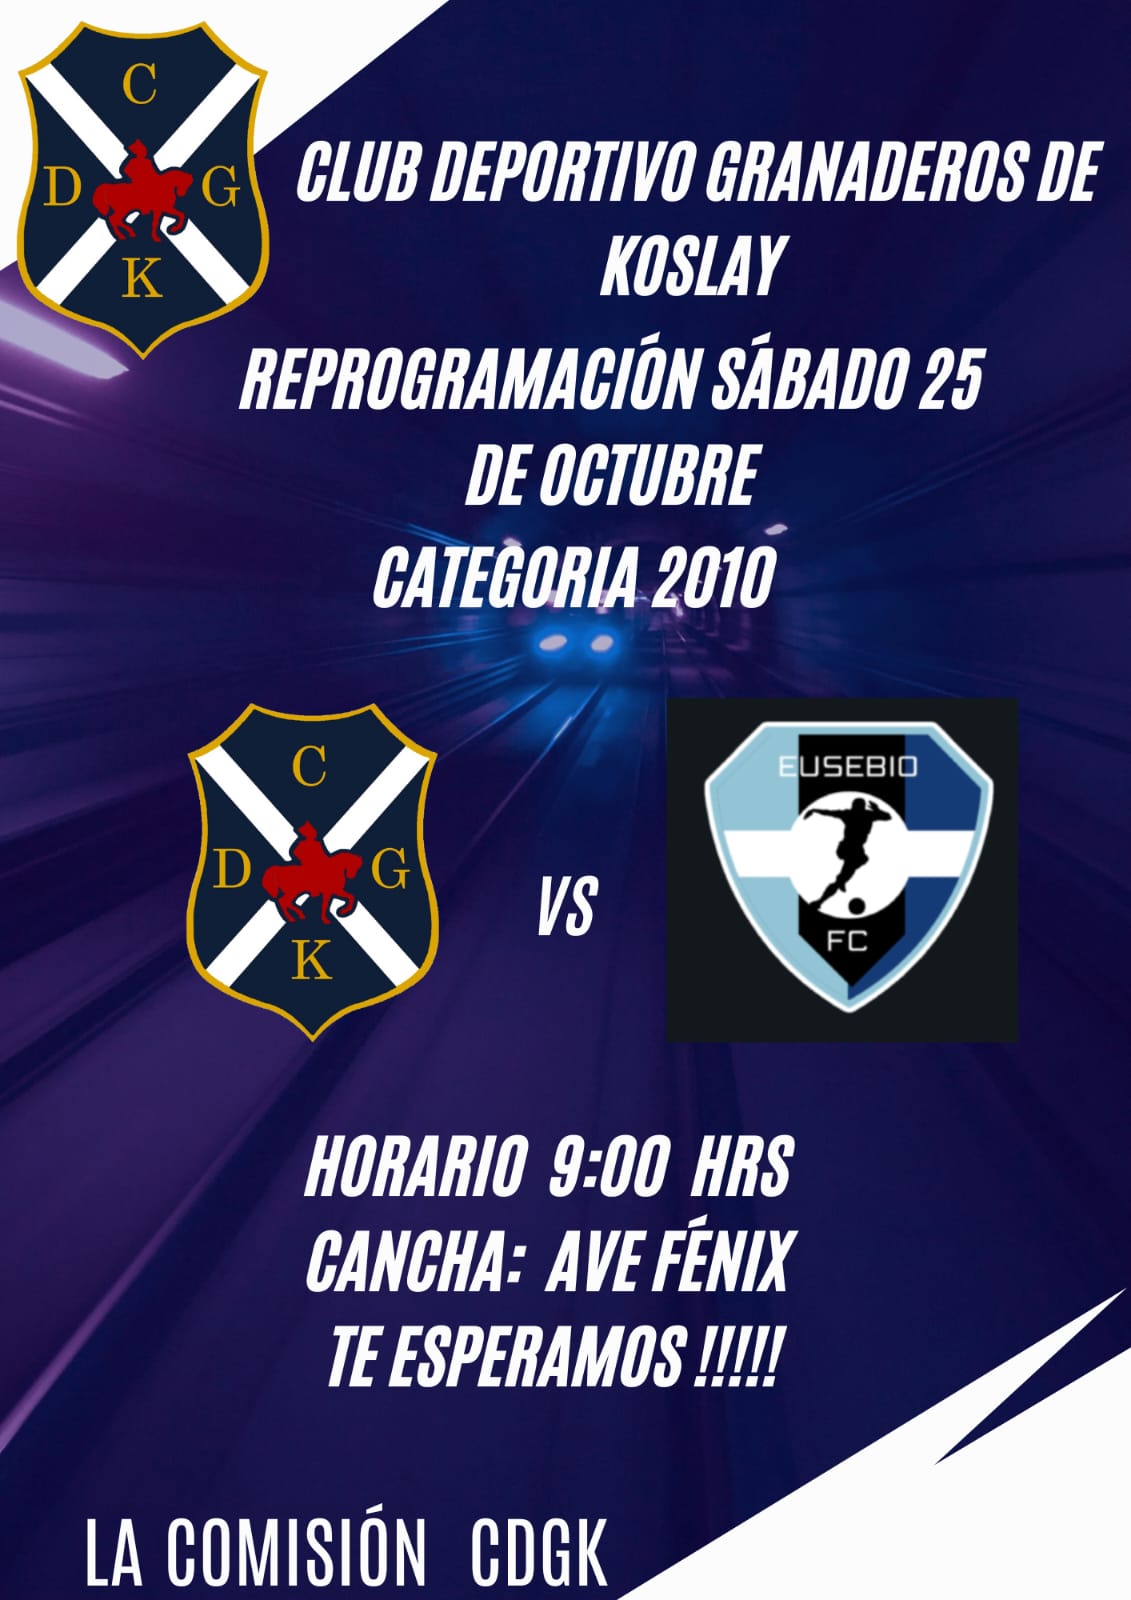 C
D G
K
CLUB DEPORTIVO GRANADEROS DE
KOSLAY
REPROGRAMACIÓN SÁBADO 25
DE OCTUBRE
CATEGORIA 2010
C
D G
K
VS
EUSEBIO
FC
HORARIO 9:00 HRS
CANCHA: AVE FÉNIX
TE ESPERAMOS !!!!!
LA COMISIÓN CDGK